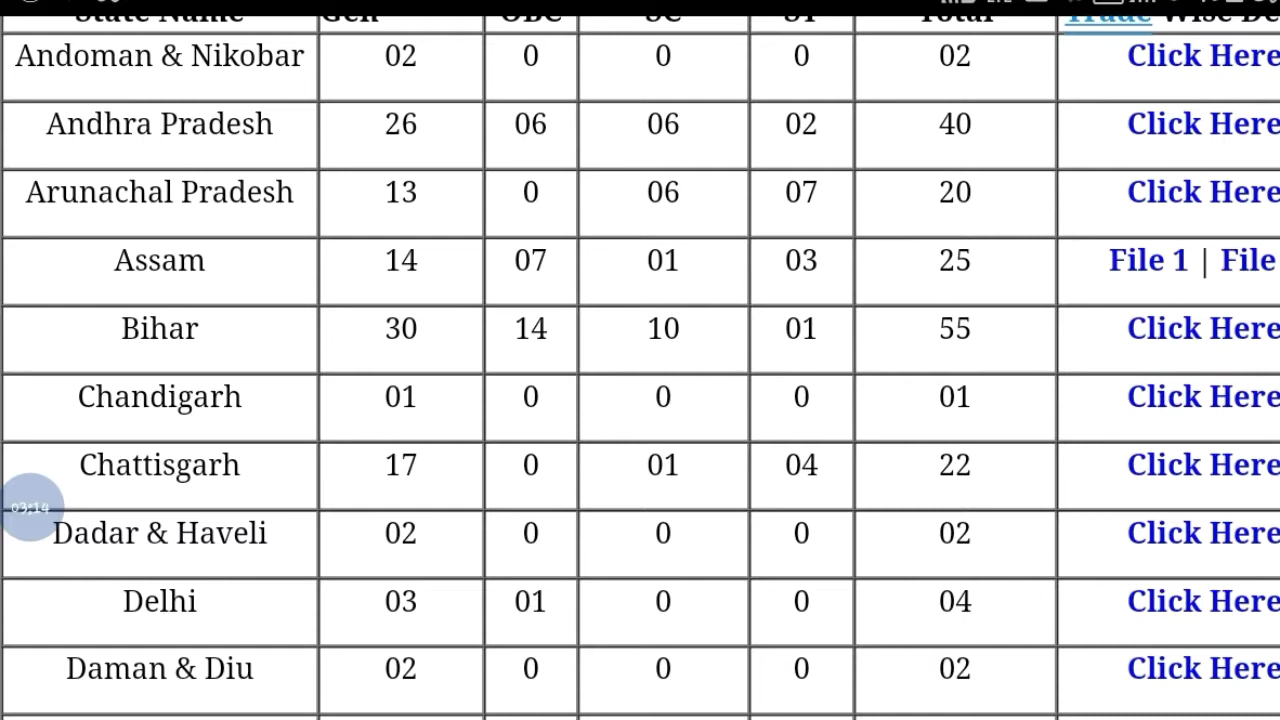 State Name Gen OBC SC ST Total Trade Wise De
Andoman & Nikobar 02 0 0 0 02 Click Here
Andhra Pradesh 26 06 06 02 40 Click Here
Arunachal Pradesh 13 0 06 07 20 Click Here
Assam 14 07 01 03 25 File 1 | File
Bihar 30 14 10 01 55 Click Here
Chandigarh 01 0 0 0 01 Click Here
Chattisgarh 17 0 01 04 22 Click Here
03:14
Dadar & Haveli 02 0 0 0 02 Click Here
Delhi 03 01 0 0 04 Click Here
Daman & Diu 02 0 0 0 02 Click Here